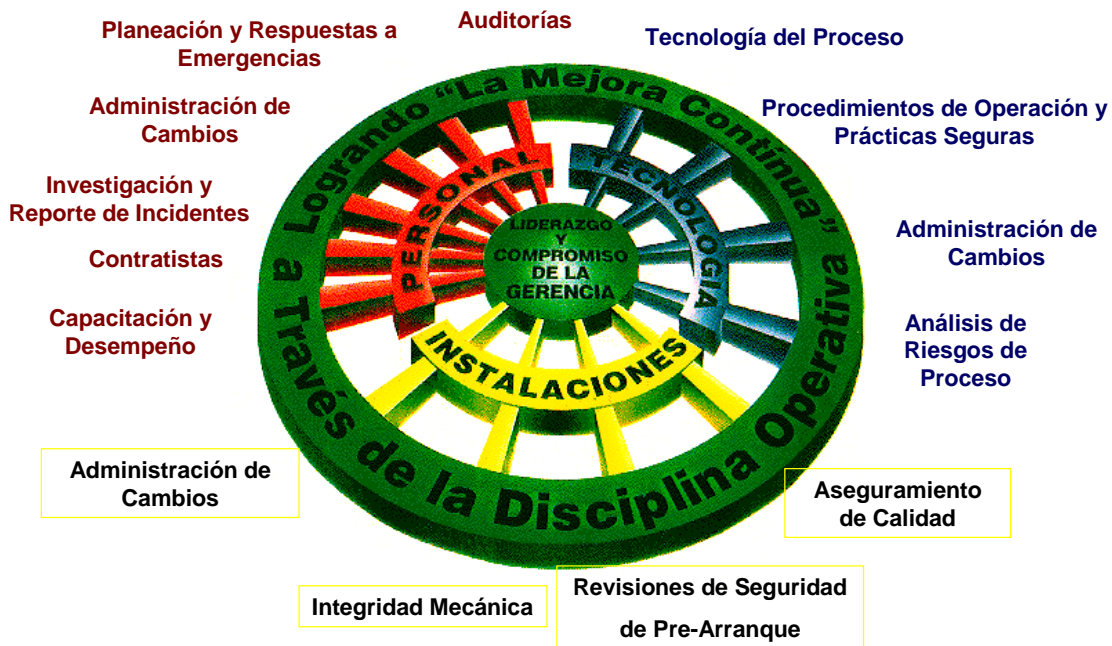 Auditorías
Planeación y Respuestas a
Emergencias
Tecnología del Proceso
Administración de
Cambios
Procedimientos de Operación y
Prácticas Seguras
Investigación y
Reporte de Incidentes
Contratistas
Administración de
Cambios
Capacitación y
Desempeño
Análisis de
Riesgos de
Proceso
Logrando "La Mejora Contínua"
a Través de la Disciplina Operativa
PERSONAL
TECNOLOGIA
INSTALACIONES
LIDERAZGO
Y
COMPROMISO
DE LA
GERENCIA
Administración de
Cambios
Aseguramiento
de Calidad
Integridad Mecánica
Revisiones de Seguridad
de Pre-Arranque